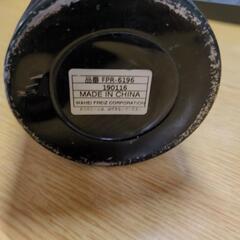 品番 FPR-6196
190116
MADE IN CHINA
WAHEI FREIZ CORPORATION